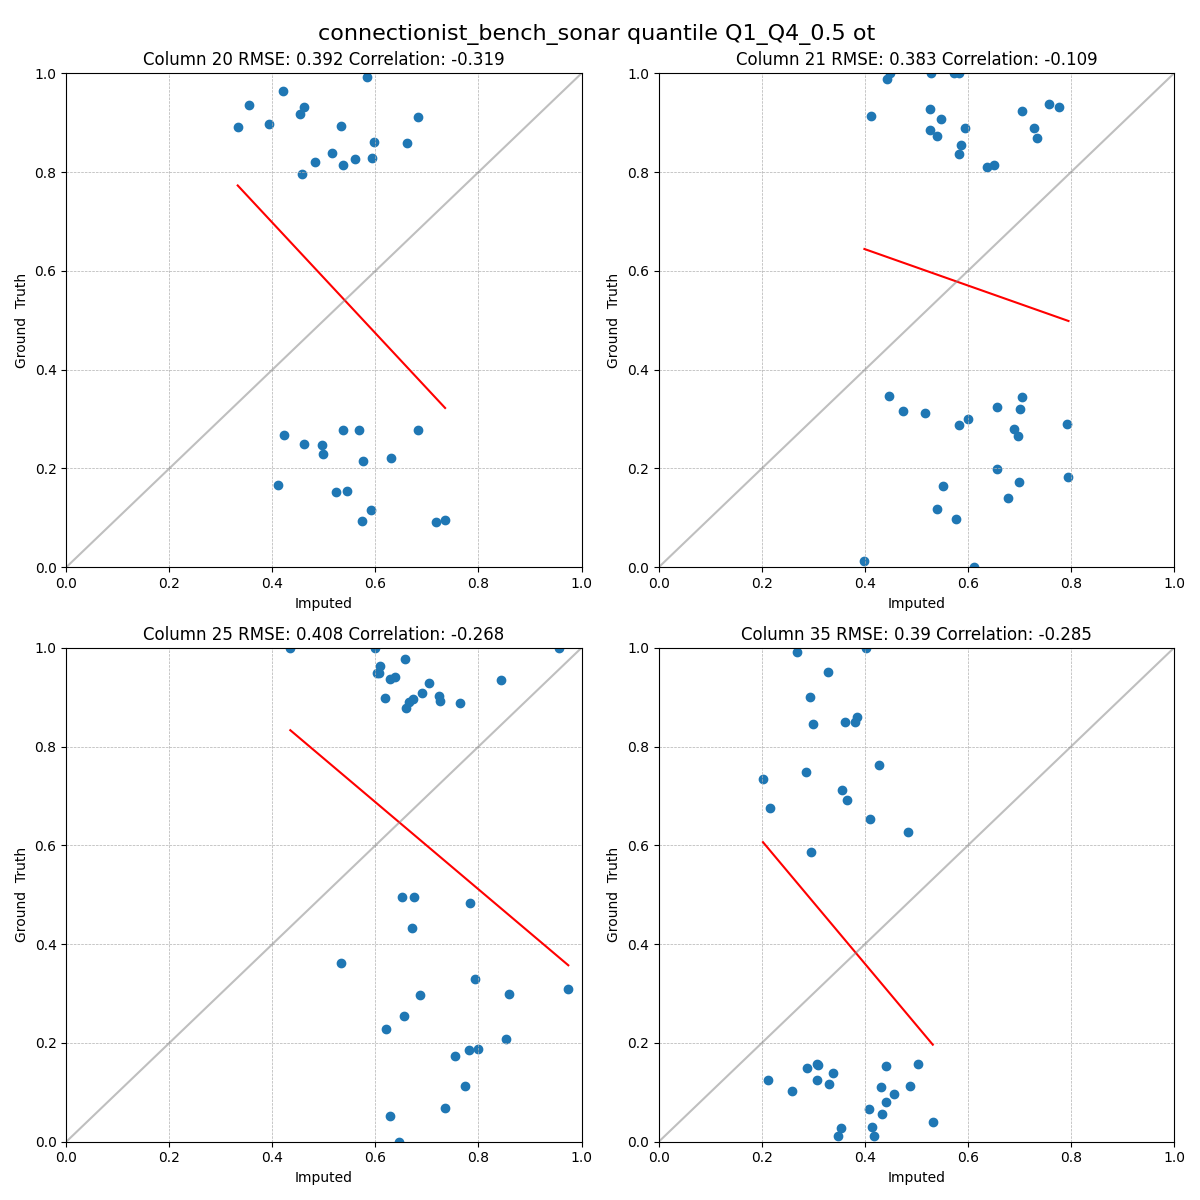 connectionist_bench_sonar quantile Q1_Q4_0.5 ot
Column 20 RMSE: 0.392 Correlation: -0.319
Column 21 RMSE: 0.383 Correlation: -0.109
1.0
0.8
0.6
0.4
0.2
0.0
Ground Truth
0.0 0.2 0.4 0.6 0.8 1.0
Imputed
1.0
0.8
0.6
0.4
0.2
0.0
Ground Truth
0.0 0.2 0.4 0.6 0.8 1.0
Imputed
Column 25 RMSE: 0.408 Correlation: -0.268
Column 35 RMSE: 0.39 Correlation: -0.285
1.0
0.8
0.6
0.4
0.2
0.0
Ground Truth
0.0 0.2 0.4 0.6 0.8 1.0
Imputed
1.0
0.8
0.6
0.4
0.2
0.0
Ground Truth
0.0 0.2 0.4 0.6 0.8 1.0
Imputed